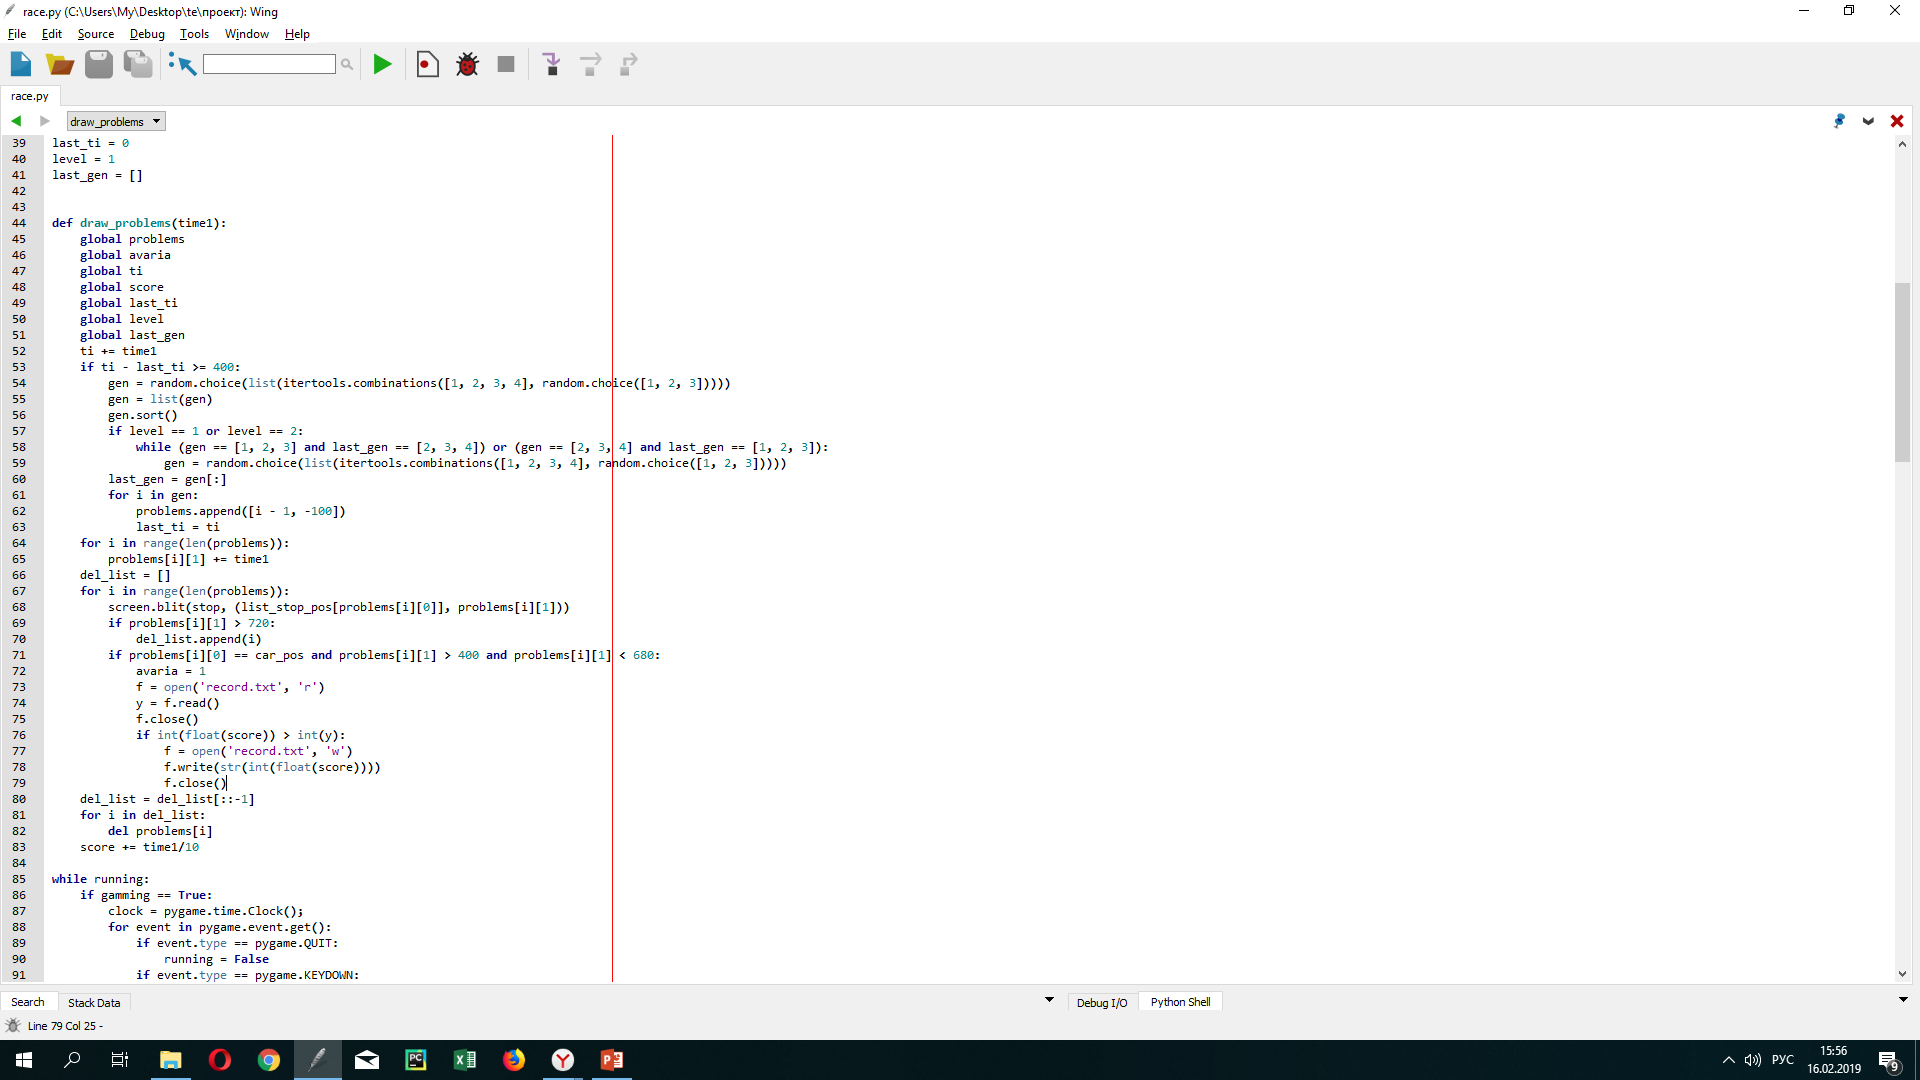 race.py (C:\Users\My\Desktop\te\проект): Wing
File Edit Source Debug Tools Window Help
race.py
draw_problems
39 last_ti = 0
40 level = 1
41 last_gen = []
42
43
44 def draw_problems(time1):
45     global problems
46     global avaria
47     global ti
48     global score
49     global last_ti
50     global level
51     global last_gen
52     ti += time1
53     if ti - last_ti >= 400:
54         gen = random.choice(list(itertools.combinations([1, 2, 3, 4], random.choice([1, 2, 3]))))
55         gen = list(gen)
56         gen.sort()
57         if level == 1 or level == 2:
58             while (gen == [1, 2, 3] and last_gen == [2, 3, 4]) or (gen == [2, 3, 4] and last_gen == [1, 2, 3]):
59                 gen = random.choice(list(itertools.combinations([1, 2, 3, 4], random.choice([1, 2, 3]))))
60         last_gen = gen[:]
61         for i in gen:
62             problems.append([i - 1, -100])
63             last_ti = ti
64     for i in range(len(problems)):
65         problems[i][1] += time1
66     del_list = []
67     for i in range(len(problems)):
68         screen.blit(stop, (list_stop_pos[problems[i][0]], problems[i][1]))
69         if problems[i][1] > 720:
70             del_list.append(i)
71         if problems[i][0] == car_pos and problems[i][1] > 400 and problems[i][1] < 680:
72             avaria = 1
73             f = open('record.txt', 'r')
74             y = f.read()
75             f.close()
76             if int(float(score)) > int(y):
77                 f = open('record.txt', 'w')
78                 f.write(str(int(float(score))))
79                 f.close()
80     del_list = del_list[::-1]
81     for i in del_list:
82         del problems[i]
83     score += time1/10
84
85 while running:
86     if gamming == True:
87         clock = pygame.time.Clock();
88         for event in pygame.event.get():
89             if event.type == pygame.QUIT:
90                 running = False
91             if event.type == pygame.KEYDOWN:
Search Stack Data Debug I/O Python Shell
Line 79 Col 25 -
РУС 15:56
16.02.2019
9